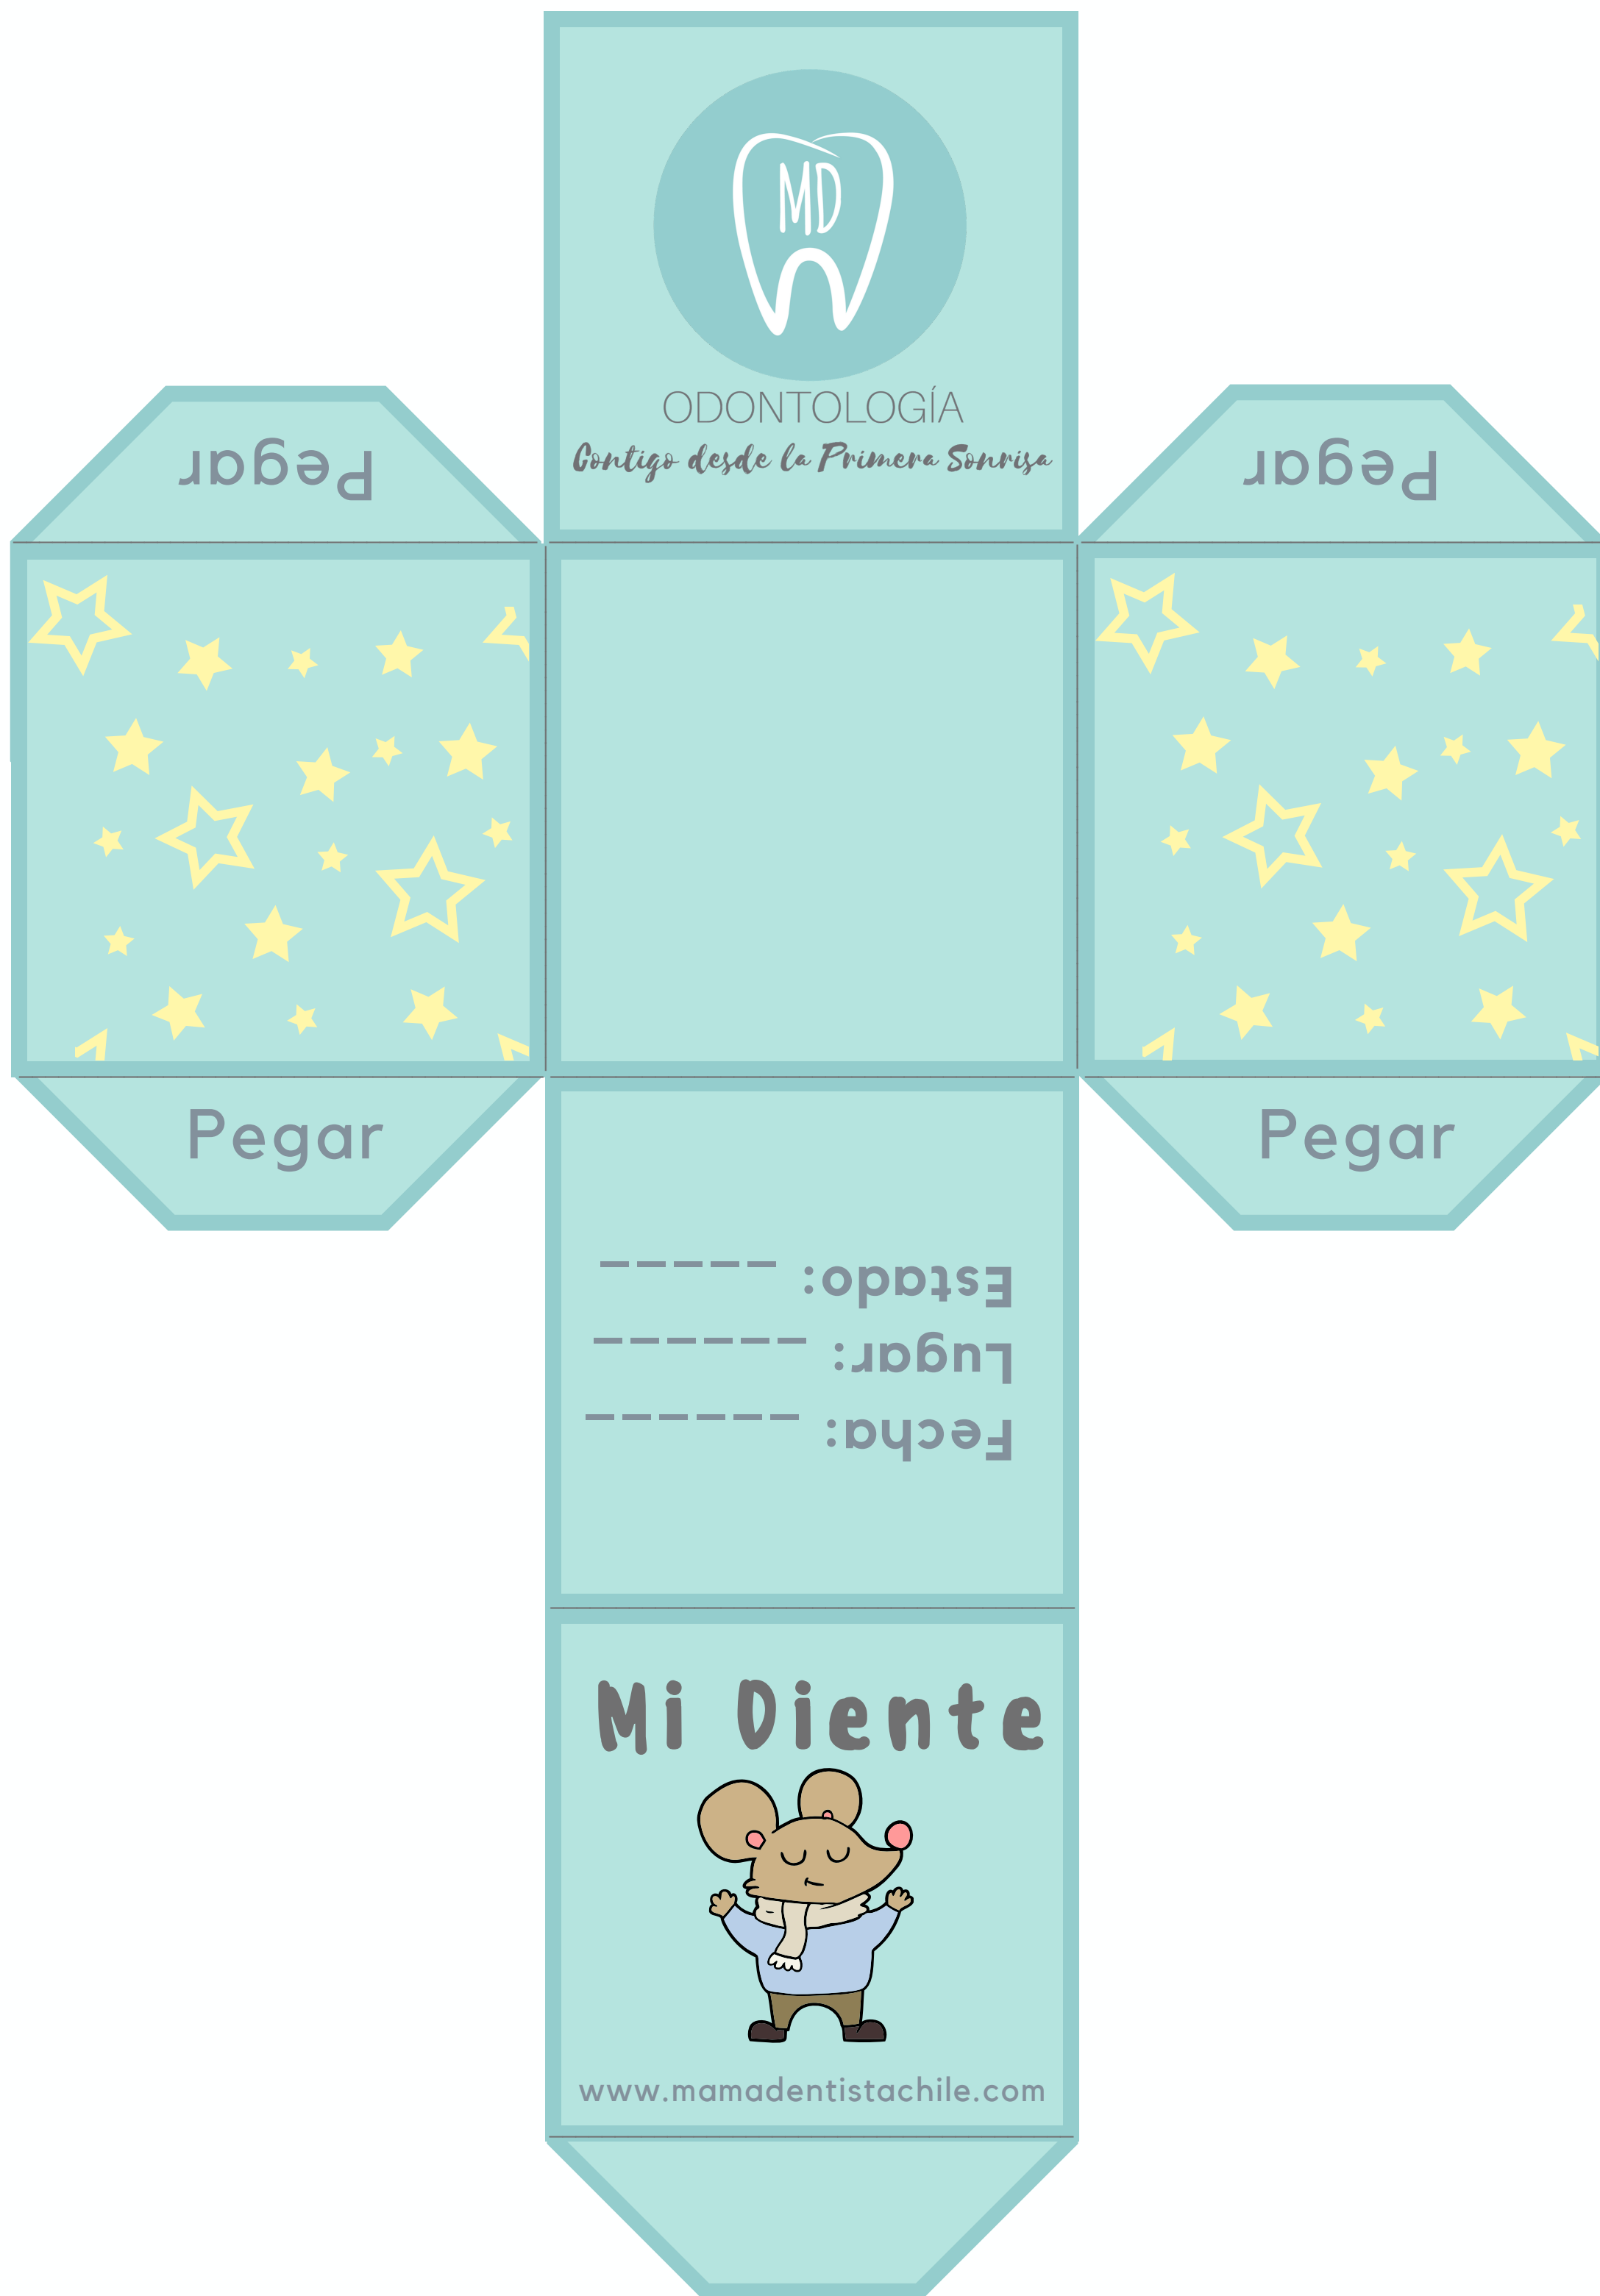 MD
ODONTOLOGÍA
Contigo desde la Primera Sonrisa
Pegar
Pegar
Pegar
Pegar
Estado: _ _ _ _ _
Lugar: _ _ _ _ _ _
Fecha: _ _ _ _ _ _
Mi Diente
www.mamadentistachile.com